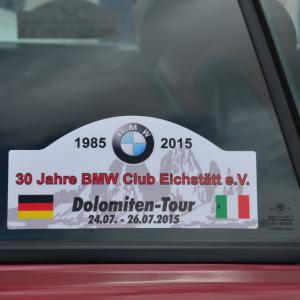 BMW
1985 2015
30 Jahre BMW Club Eichstätt e.V.
Dolomiten-Tour
24.07. - 26.07.2015